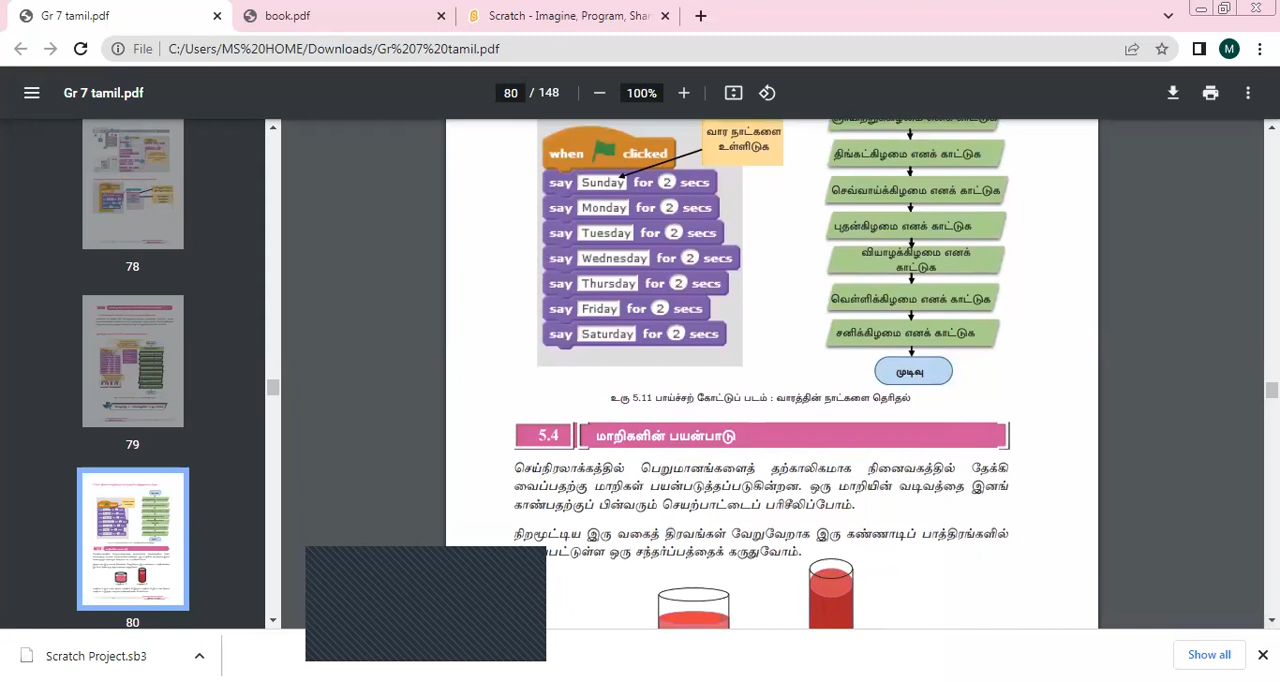 Gr 7 tamil.pdf
book.pdf
Scratch - Imagine, Program, Shar
File
C:/Users/MS%20HOME/Downloads/Gr%207%20tamil.pdf
M
Gr 7 tamil.pdf
80 / 148
100%
78
79
80
வார நாட்களை
உள்ளிடுக
when clicked
say Sunday for 2 secs
say Monday for 2 secs
say Tuesday for 2 secs
say Wednesday for 2 secs
say Thursday for 2 secs
say Friday for 2 secs
say Saturday for 2 secs
ஞாயிற்றுக்கிழமை எனக் காட்டுக
திங்கட்கிழமை எனக் காட்டுக
செவ்வாய்க்கிழமை எனக் காட்டுக
புதன்கிழமை எனக் காட்டுக
வியாழக்கிழமை எனக்
காட்டுக
வெள்ளிக்கிழமை எனக் காட்டுக
சனிக்கிழமை எனக் காட்டுக
முடிவு
உரு 5.11 பாய்ச்சற் கோட்டுப் படம் : வாரத்தின் நாட்களை தெரிதல்
5.4 மாறிகளின் பயன்பாடு
செய்நிரலாக்கத்தில் பெறுமானங்களைத் தற்காலிகமாக நினைவகத்தில் தேக்கி
வைப்பதற்கு மாறிகள் பயன்படுத்தப்படுகின்றன. ஒரு மாறியின் வடிவத்தை இனங்
காண்பதற்குப் பின்வரும் செயற்பாட்டைப் பரிசீலிப்போம்.
நிறமூட்டிய இரு வகைத் திரவங்கள் வேறுவேறாக இரு கண்ணாடிப் பாத்திரங்களில்
பட்டுள்ள ஒரு சந்தர்ப்பத்தைக் கருதுவோம்.
Scratch Project.sb3
Show all